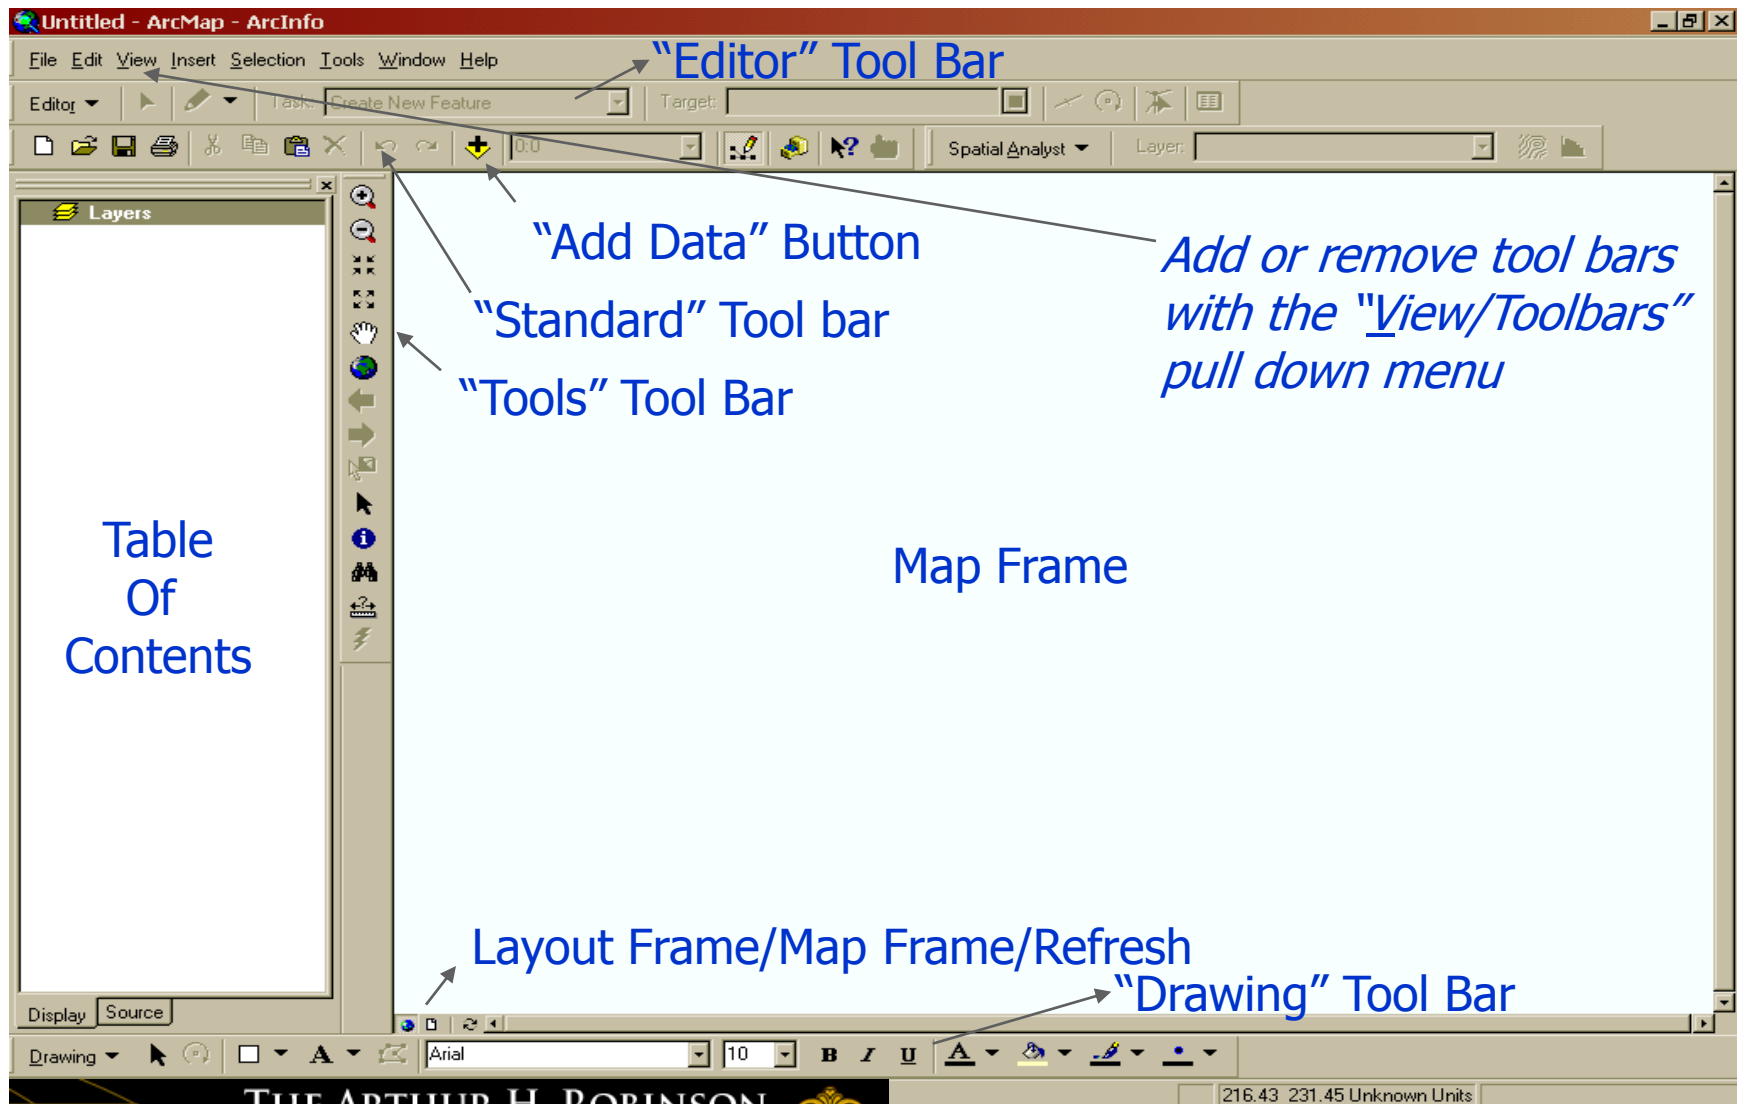 Untitled - ArcMap - ArcInfo
File Edit View Insert Selection Tools Window Help
"Editor" Tool Bar
Editor
Task: Create New Feature
Target:
0:0
Spatial Analyst
Layer:
Layers
"Add Data" Button
"Standard" Tool bar
"Tools" Tool Bar
Add or remove tool bars
with the "View/Toolbars"
pull down menu
Table
Of
Contents
Map Frame
Layout Frame/Map Frame/Refresh
"Drawing" Tool Bar
Display Source
Drawing A Arial 10 B I U A
THE ARTHUR H. ROBINSON
216.43 231.45 Unknown Units